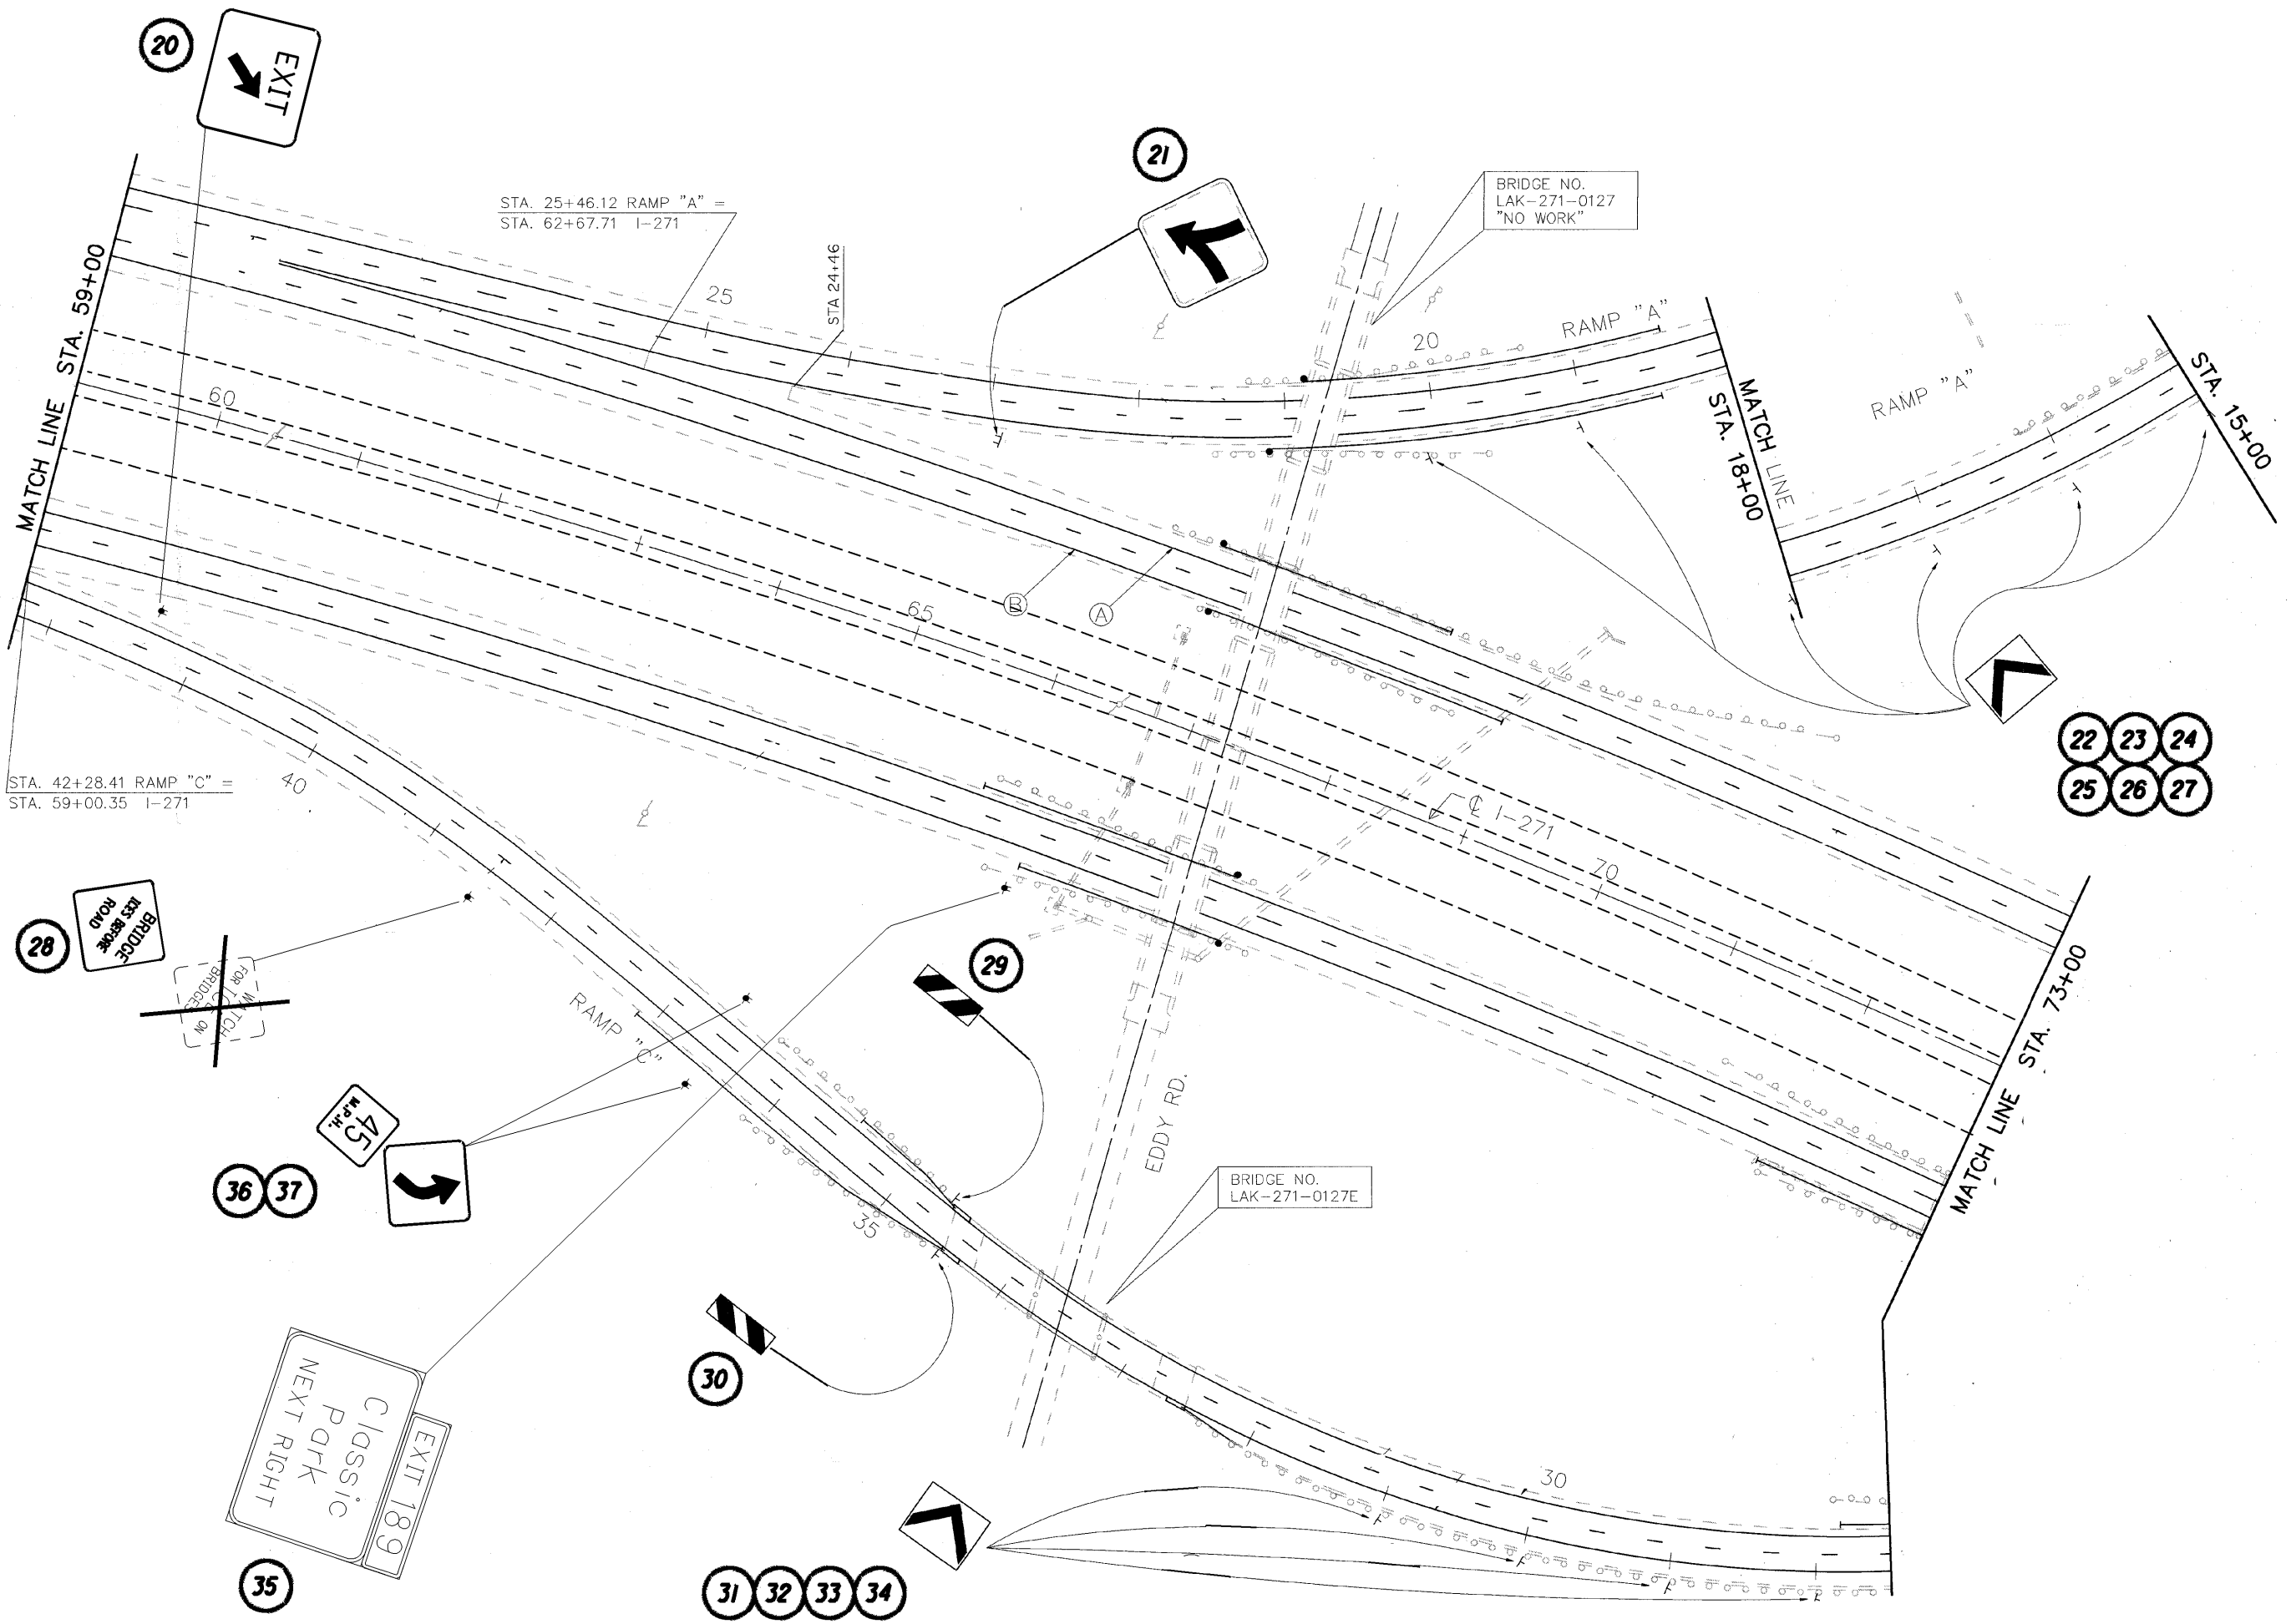 20
EXIT
21
BRIDGE NO.
LAK-271-0127
"NO WORK"
STA. 25+46.12 RAMP "A" =
STA. 62+67.71 I-271
STA 24+46
25
20
RAMP "A"
MATCH LINE STA. 59+00
MATCH LINE
STA. 18+00
RAMP "A"
STA. 15+00
60
65
B
A
22 23 24
25 26 27
STA. 42+28.41 RAMP "C" =
STA. 59+00.35 I-271
40
℄ I-271
70
28
BRIDGE
ICES BEFORE
ROAD
WATCH
FOR ICE ON
BRIDGES
29
RAMP "C"
MATCH LINE STA. 73+00
45
M.P.H.
36 37
EDDY RD.
BRIDGE NO.
LAK-271-0127E
35
30
EXIT 189
Classic
Park
NEXT RIGHT
35
30
31 32 33 34